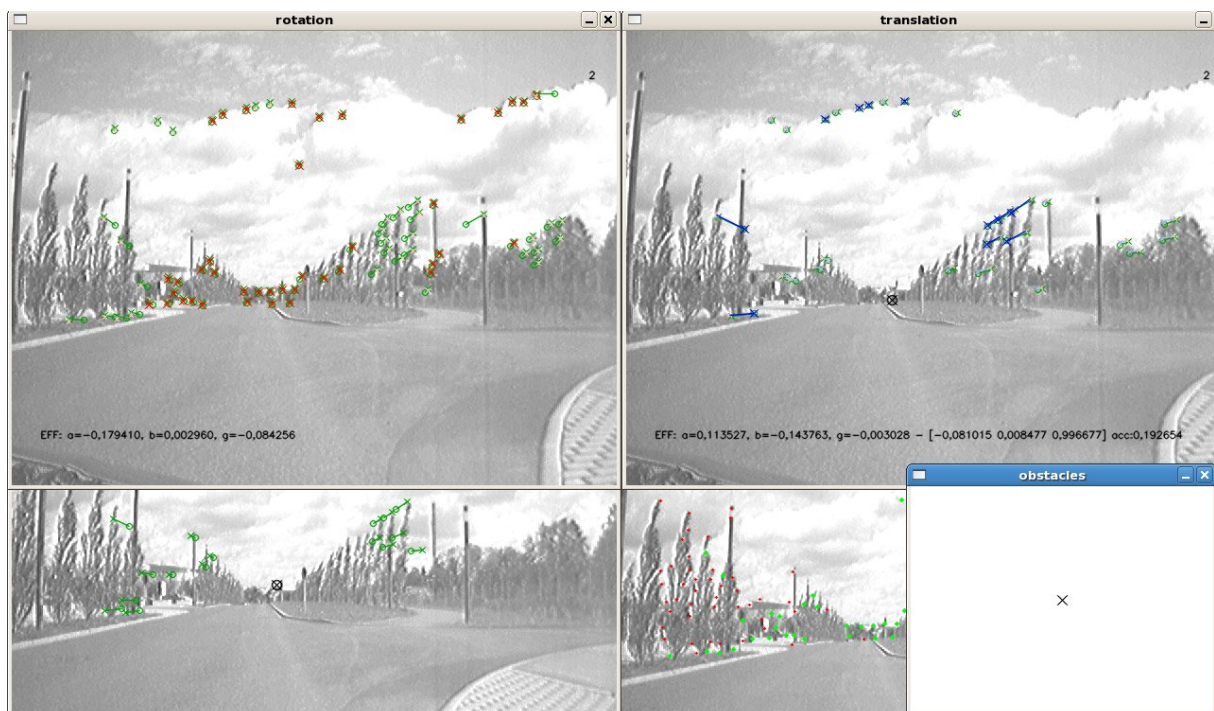 rotation
translation
2
2
EFF: a=-0,179410, b=0,002960, g=-0,084256
EFF: a=0,113527, b=-0,143763, g=-0,003028 - [-0,081015 0,008477 0,996677] acc:0,192654
obstacles